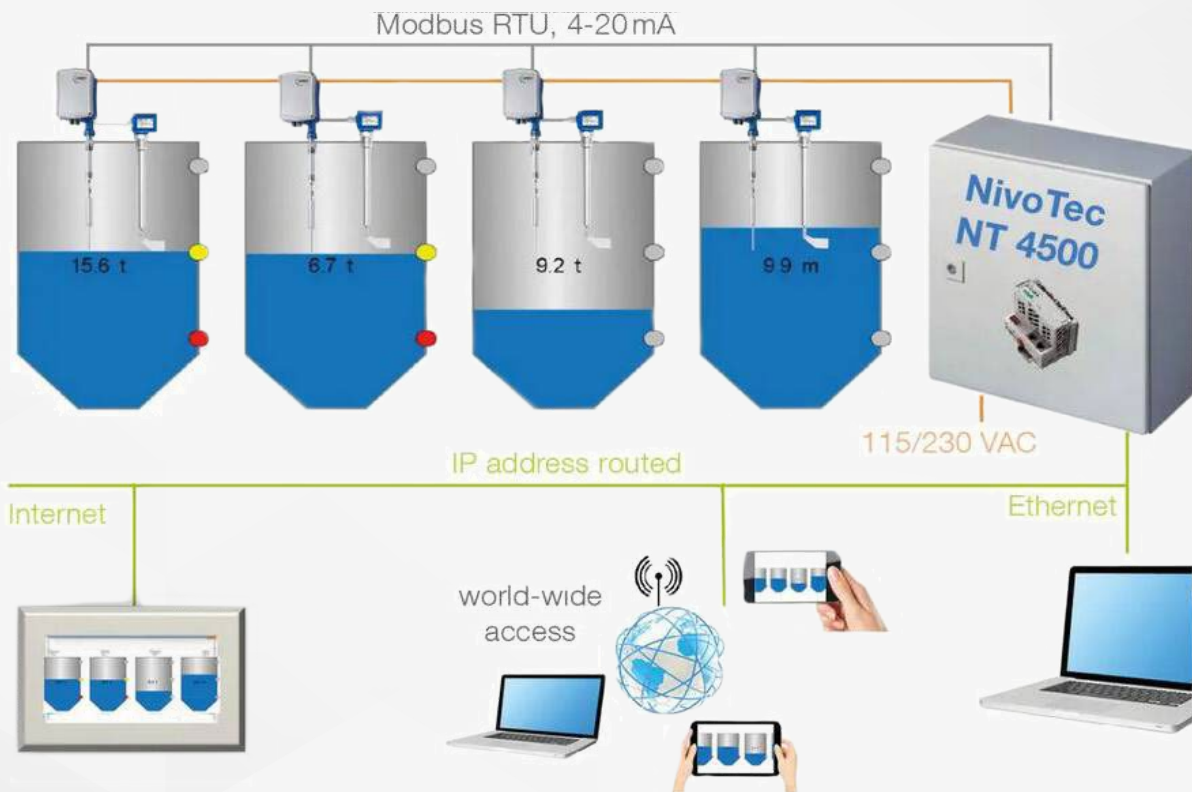 Modbus RTU, 4-20 mA
15.6 t
6.7 t
9.2 t
9.9 m
NivoTec
NT 4500
115/230 VAC
IP address routed
Internet
Ethernet
world-wide
access